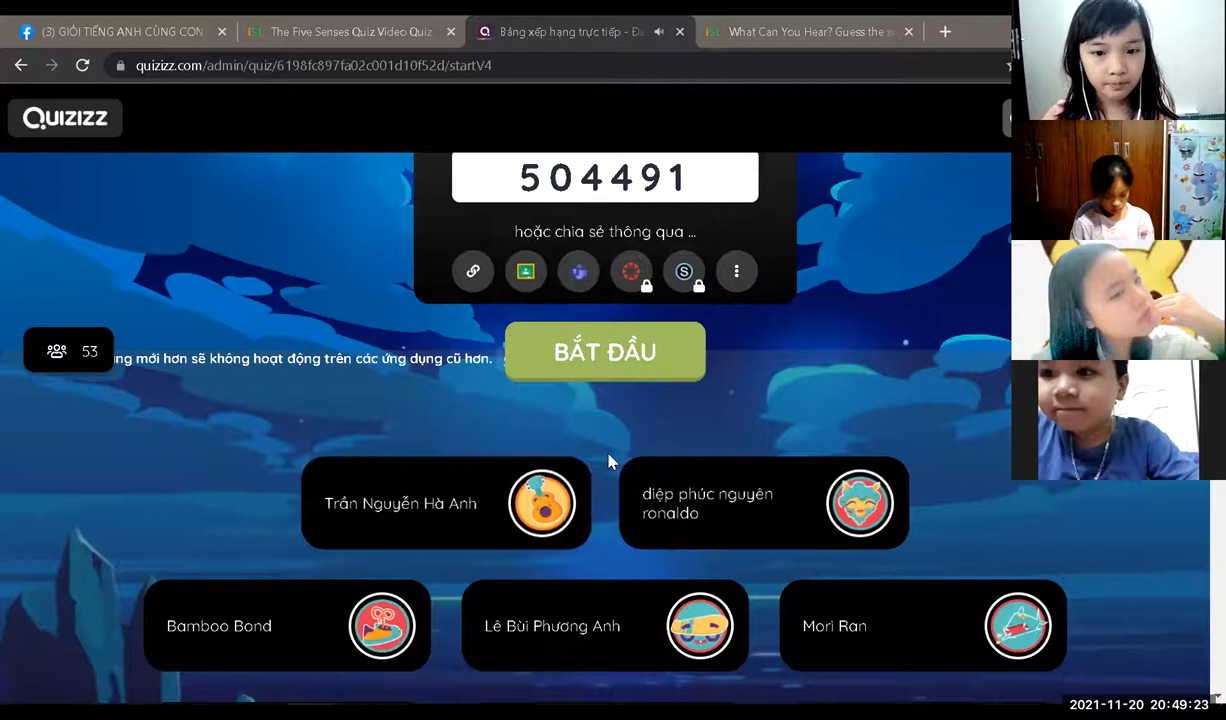 (3) GIỎI TIẾNG ANH CÙNG CON
The Five Senses Quiz Video Quiz
Bảng xếp hạng trực tiếp - Đa
What Can You Hear? Guess the s
quizizz.com/admin/quiz/6198fc897fa02c001d10f52d/startV4
QUIZIZZ
504491
hoặc chia sẻ thông qua ...
53
ụng mới hơn sẽ không hoạt động trên các ứng dụng cũ hơn.
BẮT ĐẦU
Trần Nguyễn Hà Anh
diệp phúc nguyên
ronaldo
Bamboo Bond
Lê Bùi Phương Anh
Mori Ran
2021-11-20 20:49:23